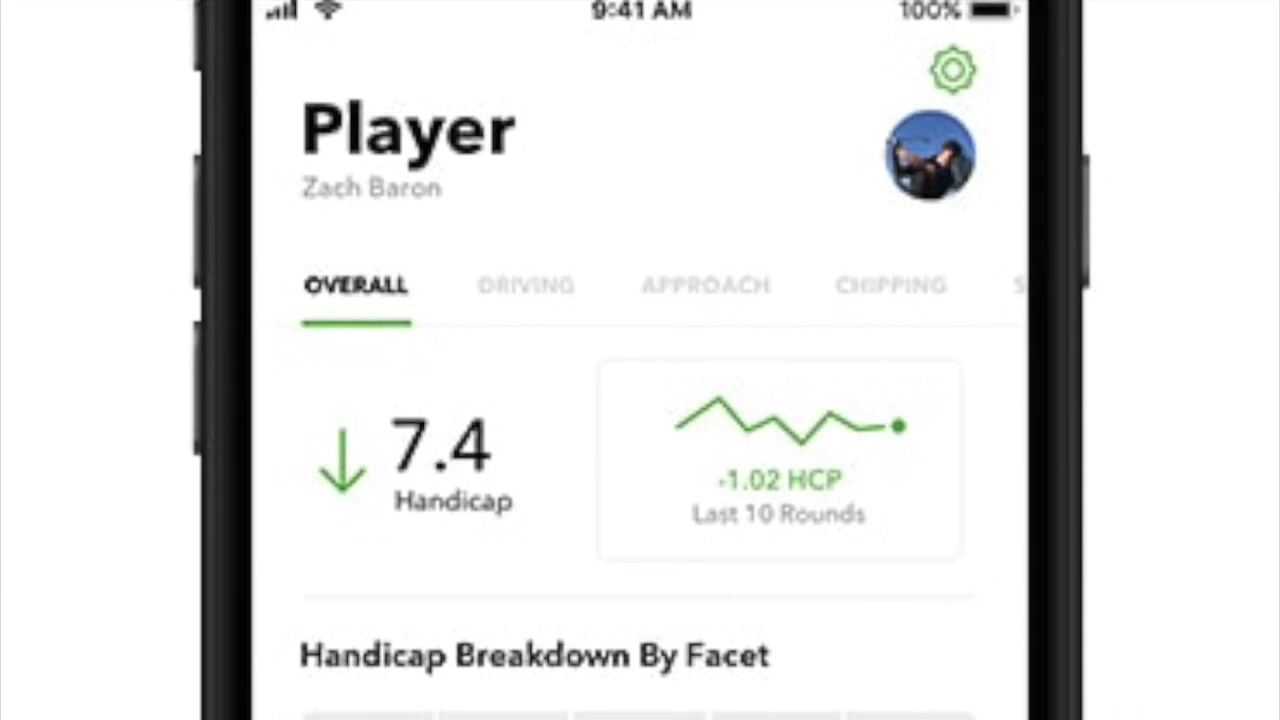 9:41 AM 100%
Player
Zach Baron
OVERALL DRIVING APPROACH CHIPPING S
7.4
Handicap
-1.02 HCP
Last 10 Rounds
Handicap Breakdown By Facet